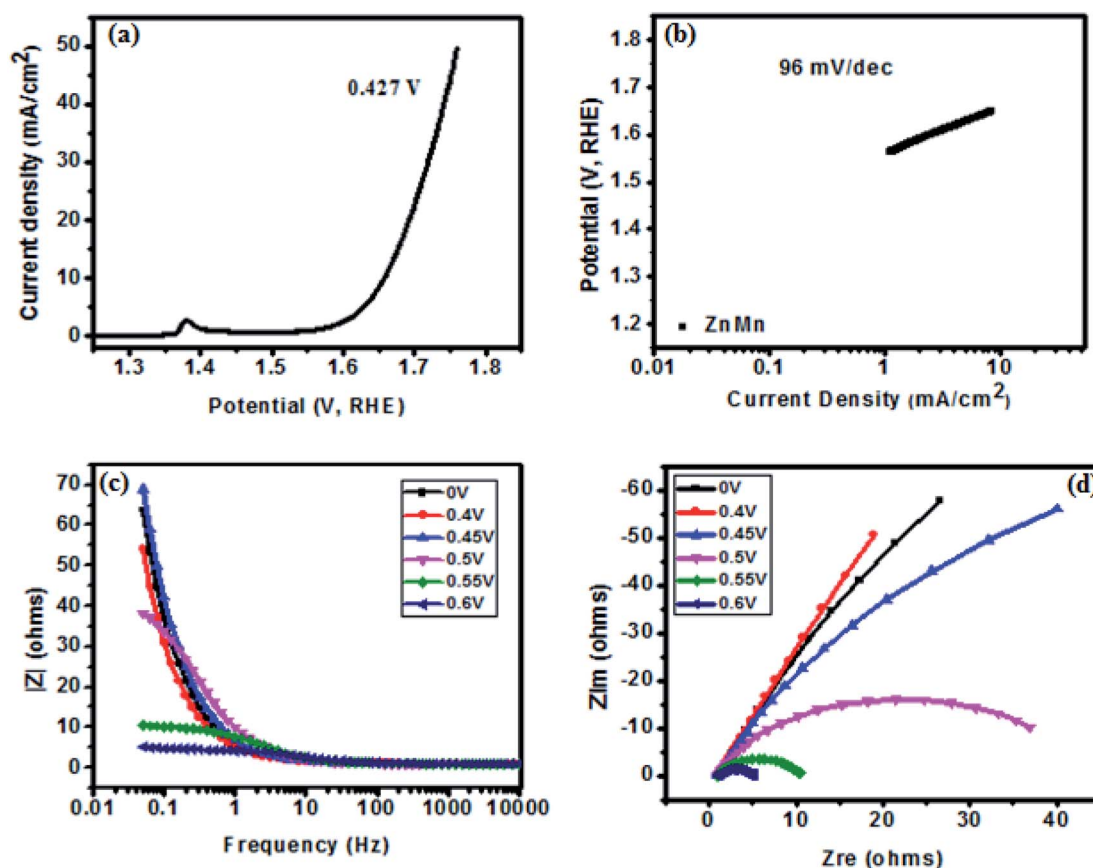 (a)
0.427 V
50
40
30
20
10
0
Current density (mA/cm²)
1.3 1.4 1.5 1.6 1.7 1.8
Potential (V, RHE)
(b)
96 mV/dec
1.8
1.7
1.6
1.5
1.4
1.3
1.2
Potential (V, RHE)
ZnMn
0.01 0.1 1 10
Current Density (mA/cm²)
(c)
70
60
50
40
30
20
10
0
|Z| (ohms)
0V
0.4V
0.45V
0.5V
0.55V
0.6V
0.01 0.1 1 10 100 1000 10000
Frequency (Hz)
(d)
-60
-50
-40
-30
-20
-10
0
ZIm (ohms)
0V
0.4V
0.45V
0.5V
0.55V
0.6V
0 10 20 30 40
Zre (ohms)